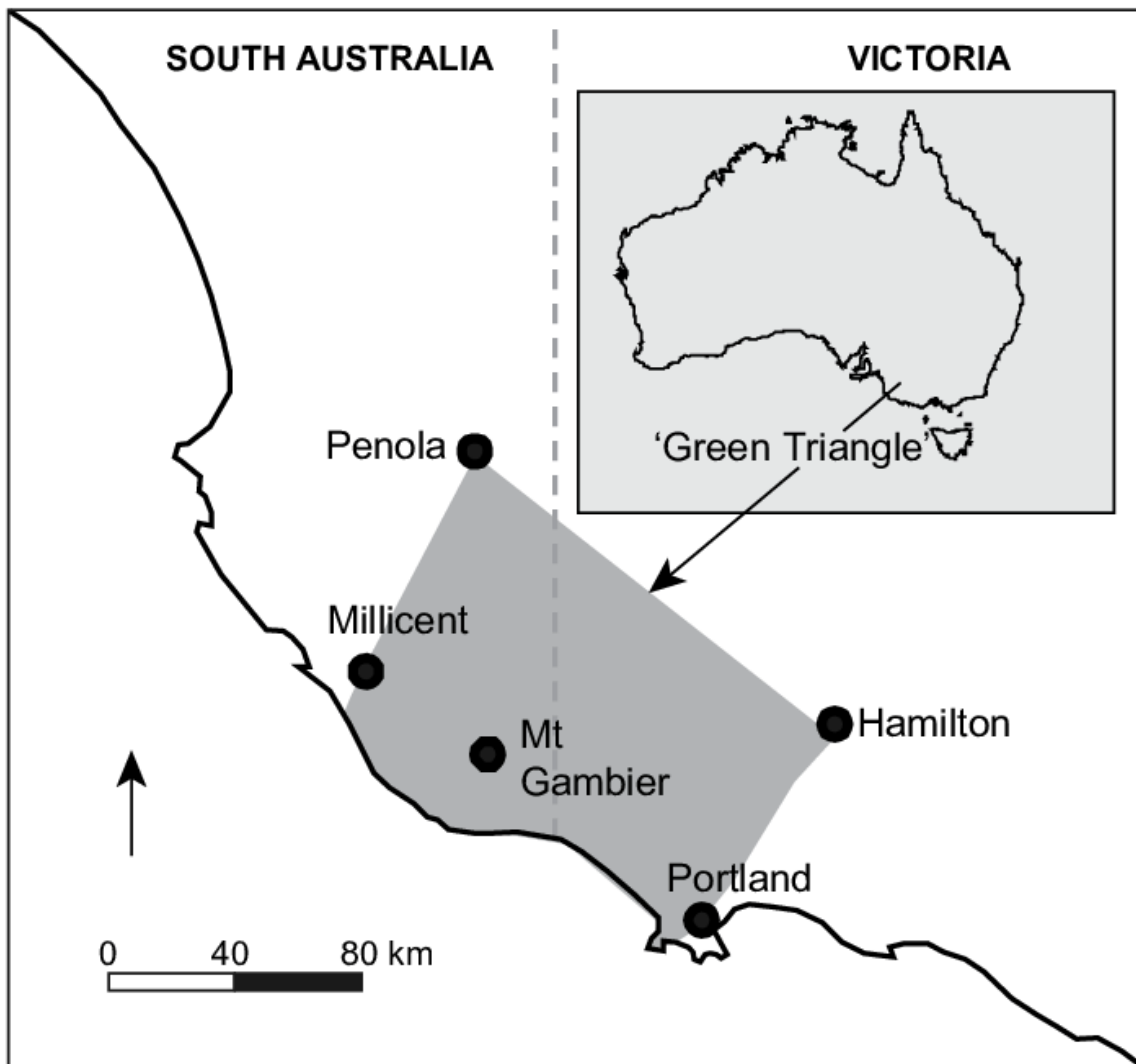 SOUTH AUSTRALIA
VICTORIA
‘Green Triangle’
Penola
Millicent
Mt
Gambier
Hamilton
Portland
0 40 80 km